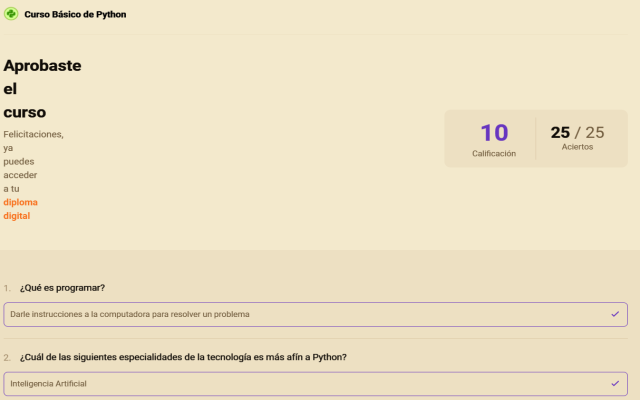 Curso Básico de Python
Aprobaste
el
curso
Felicitaciones,
ya
puedes
acceder
a tu
diploma
digital
10
Calificación
25 / 25
Aciertos
1. ¿Qué es programar?
Darle instrucciones a la computadora para resolver un problema
2. ¿Cuál de las siguientes especialidades de la tecnología es más afín a Python?
Inteligencia Artificial